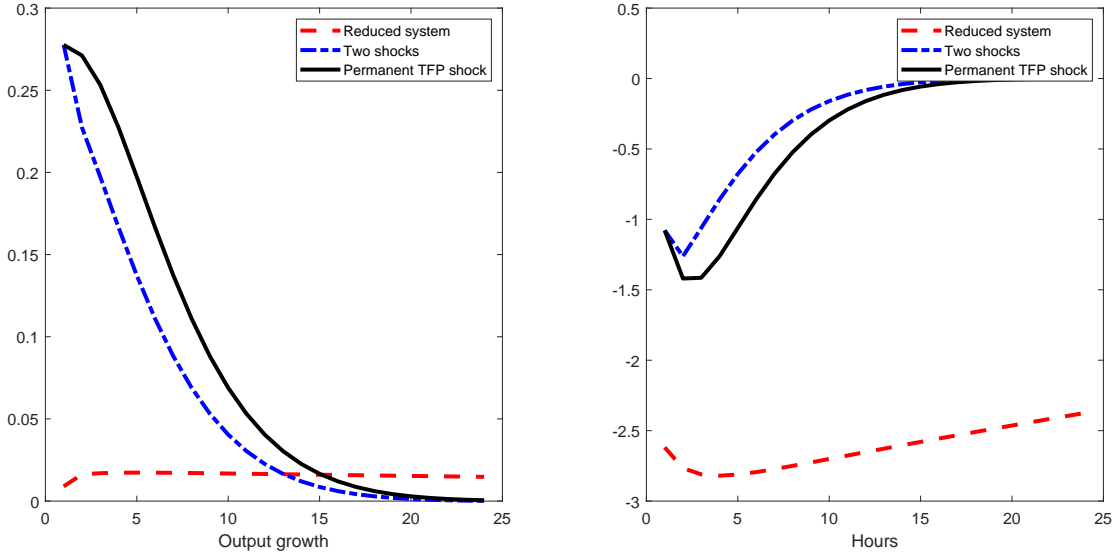 0.3
0.25
0.2
0.15
0.1
0.05
0
0 5 10 15 20 25
Output growth
Reduced system
Two shocks
Permanent TFP shock
0.5
0
-0.5
-1
-1.5
-2
-2.5
-3
0 5 10 15 20 25
Hours
Reduced system
Two shocks
Permanent TFP shock